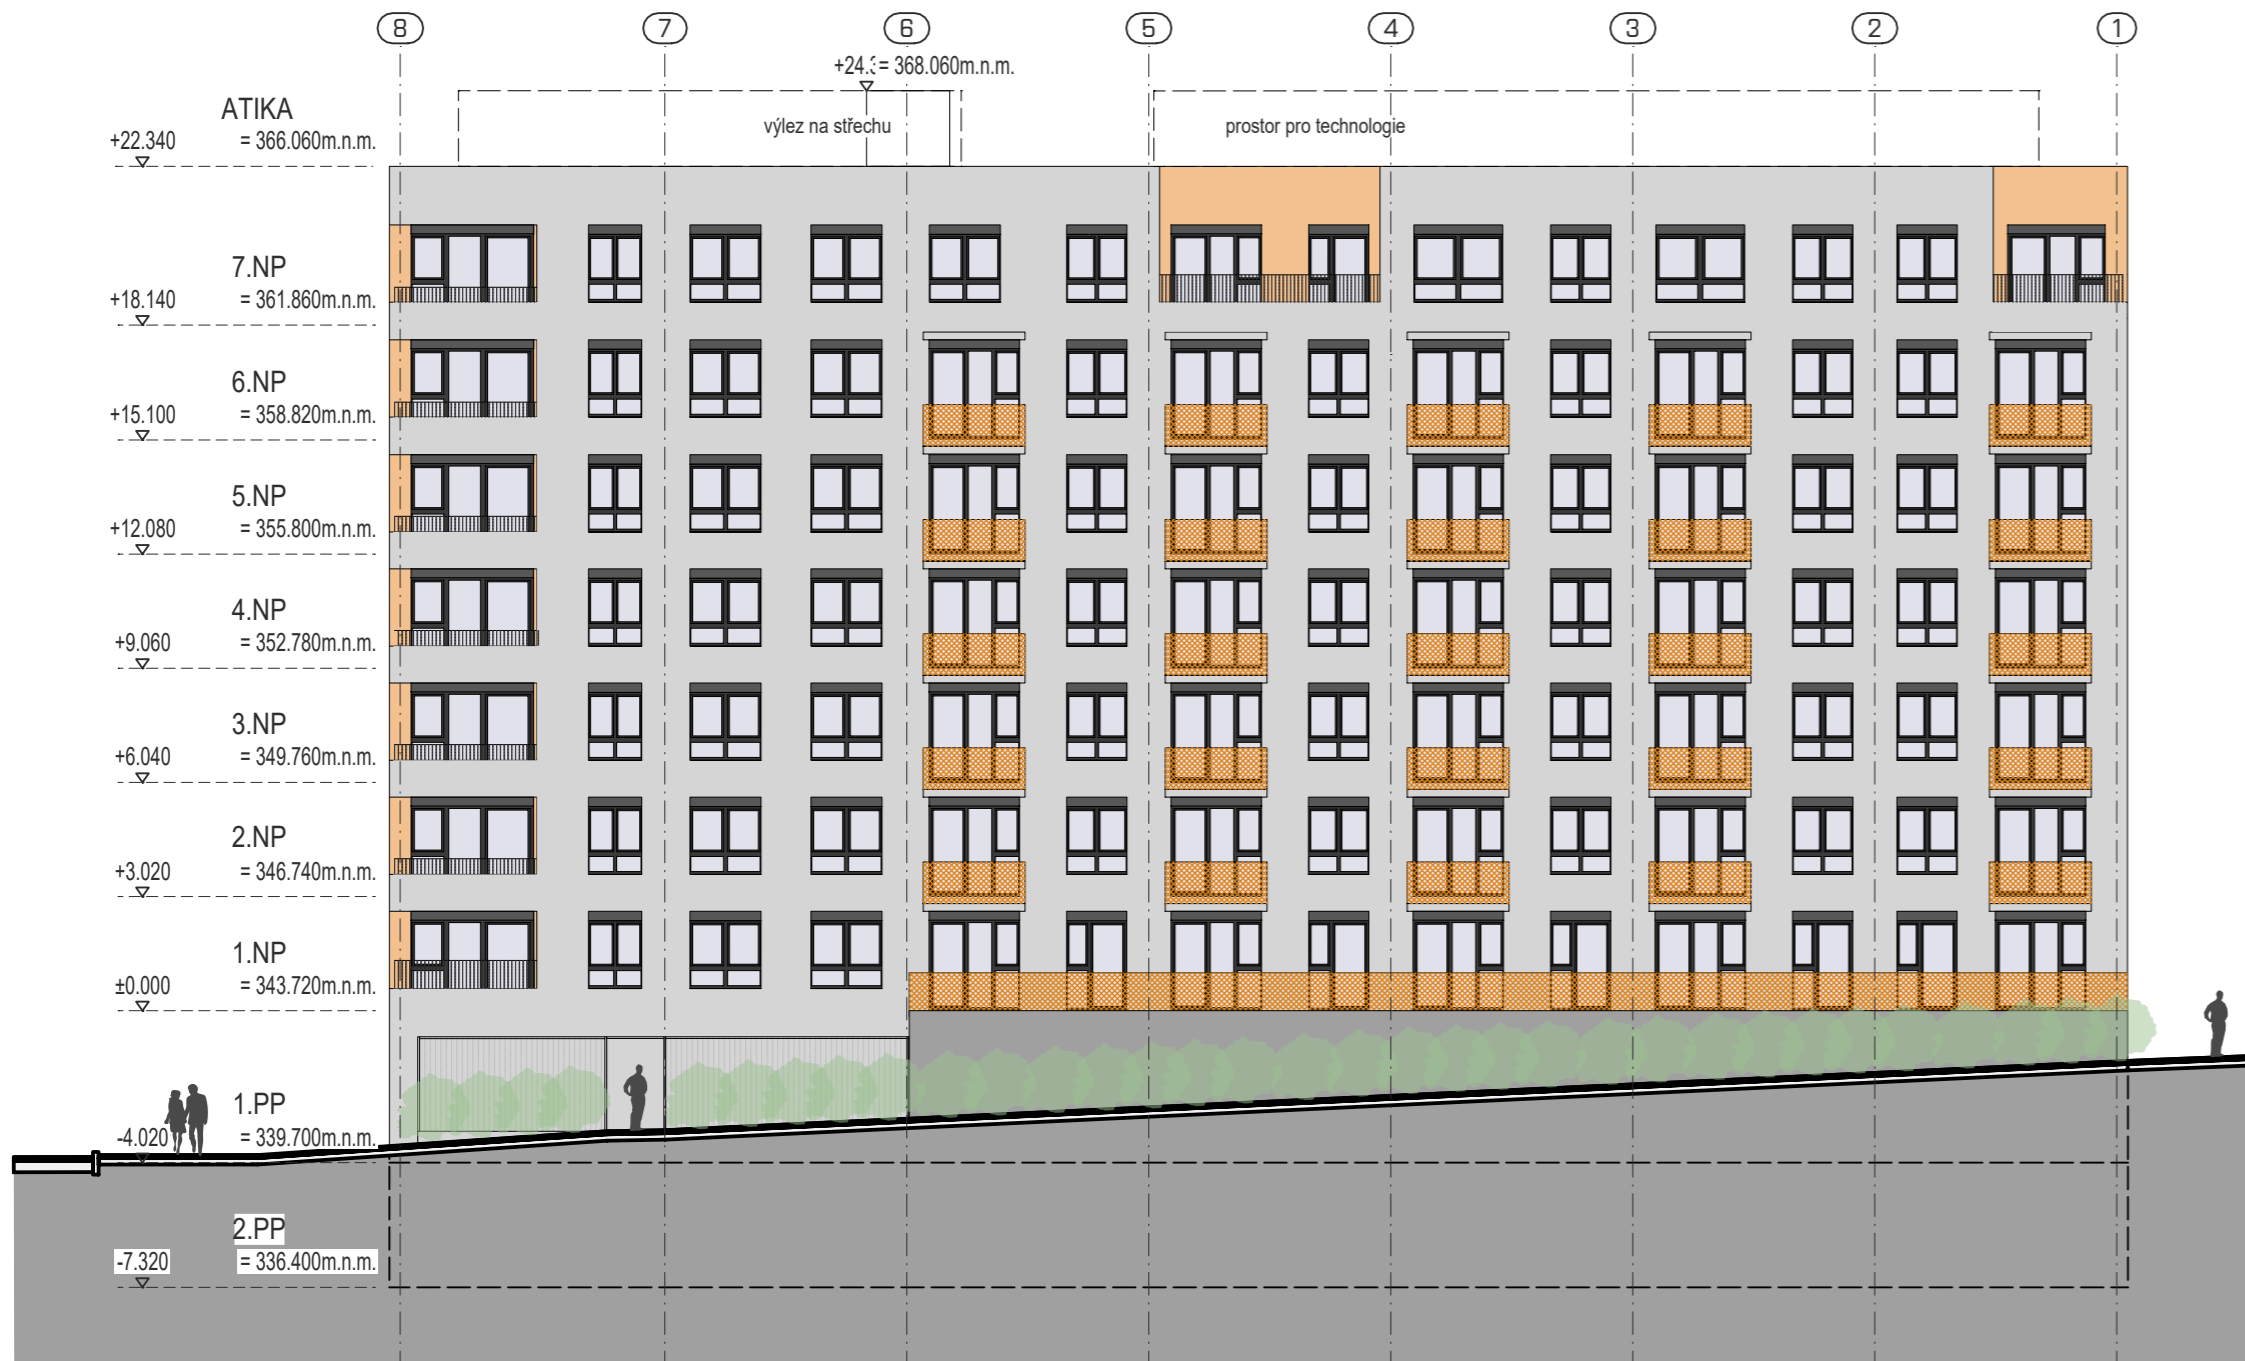 8 7 6 5 4 3 2 1
+24.3 = 368.060m.n.m.
ATIKA
+22.340 = 366.060m.n.m.
výlez na střechu
prostor pro technologie
7.NP
+18.140 = 361.860m.n.m.
6.NP
+15.100 = 358.820m.n.m.
5.NP
+12.080 = 355.800m.n.m.
4.NP
+9.060 = 352.780m.n.m.
3.NP
+6.040 = 349.760m.n.m.
2.NP
+3.020 = 346.740m.n.m.
1.NP
±0.000 = 343.720m.n.m.
1.PP
-4.020 = 339.700m.n.m.
2.PP
-7.320 = 336.400m.n.m.